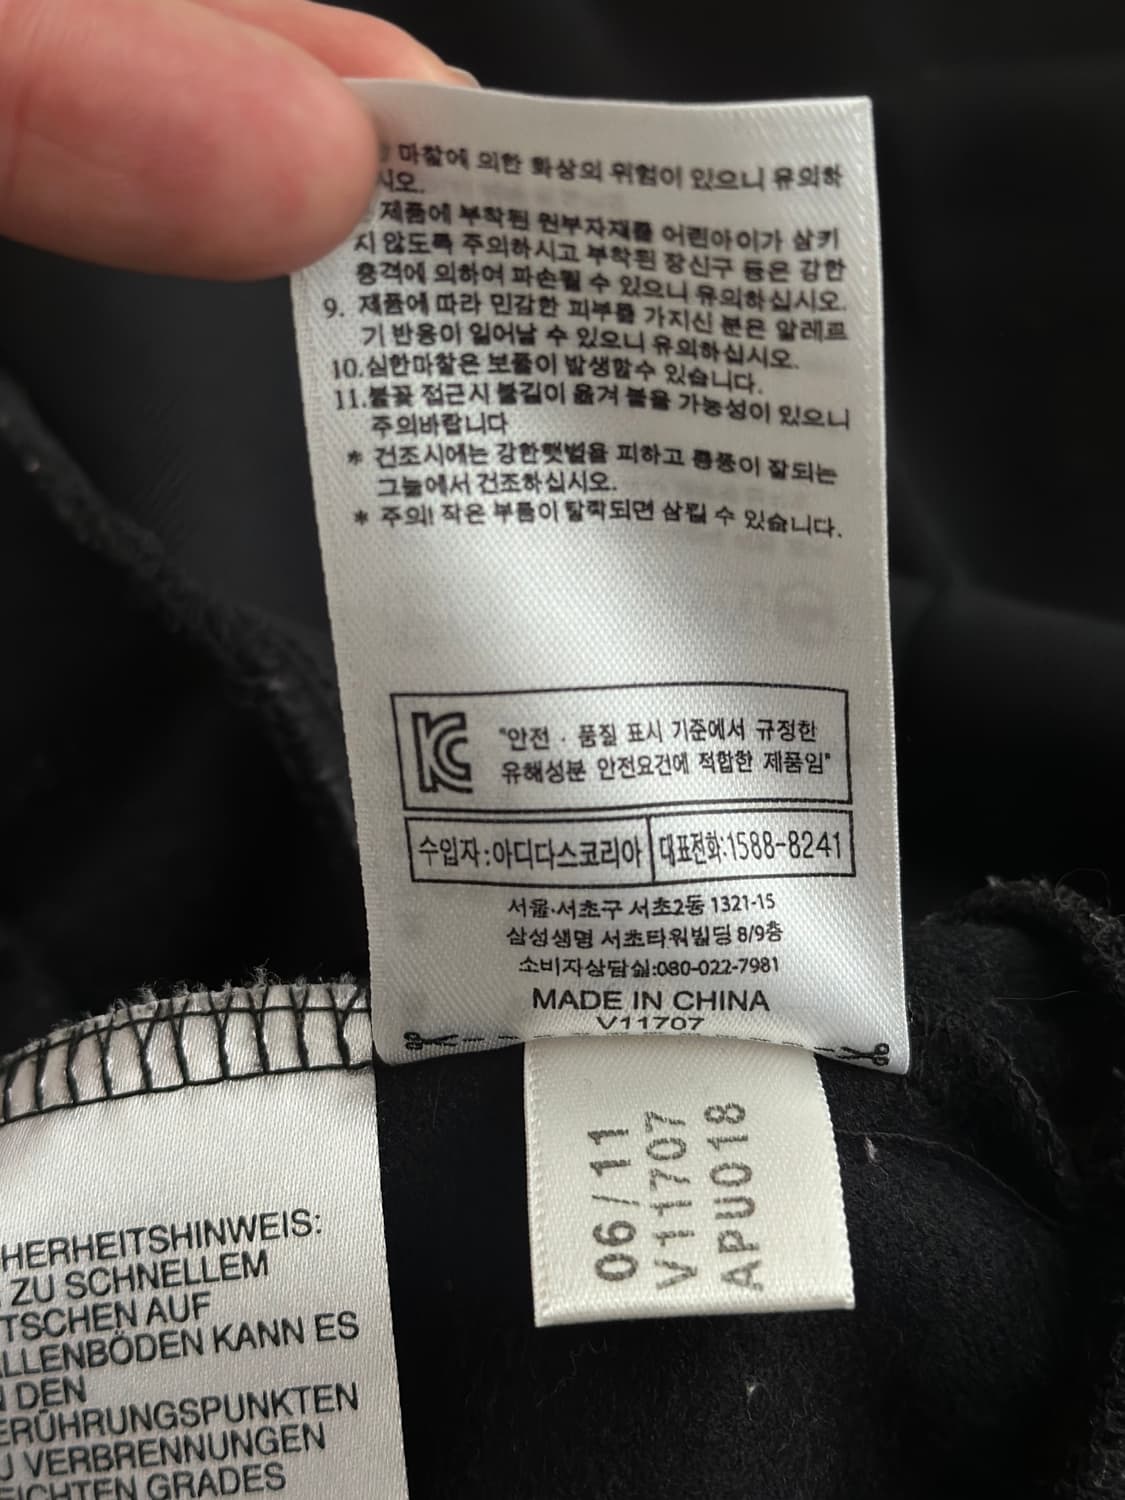 마찰에 의한 화상의 위험이 있으니 유의하
시오.
제품에 부착된 원부자재를 어린아이가 삼키
지 않도록 주의하시고 부착된 장신구 등은 강한
충격에 의하여 파손될 수 있으니 유의하십시오.
9. 제품에 따라 민감한 피부를 가지신 분은 알레르
기 반응이 일어날 수 있으니 유의하십시오.
10.심한마찰은 보풀이 발생할수 있습니다.
11.불꽃 접근시 불길이 옮겨 붙을 가능성이 있으니
주의바랍니다
* 건조시에는 강한햇볕을 피하고 통풍이 잘되는
그늘에서 건조하십시오.
* 주의! 작은 부품이 탈락되면 삼킬 수 있습니다.
KC
"안전 · 품질 표시 기준에서 규정한
유해성분 안전요건에 적합한 제품임"
수입자:아디다스코리아
대표전화:1588-8241
서울·서초구 서초2동 1321-15
삼성생명 서초타워빌딩 8/9층
소비자상담실:080-022-7981
MADE IN CHINA
V11707
06/11
V11707
APU018
HERHEITSHINWEIS:
ZU SCHNELLEM
TSCHEN AUF
LLENBÖDEN KANN ES
DEN
ERÜHRUNGSPUNKTEN
U VERBRENNUNGEN
EICHTEN GRADES